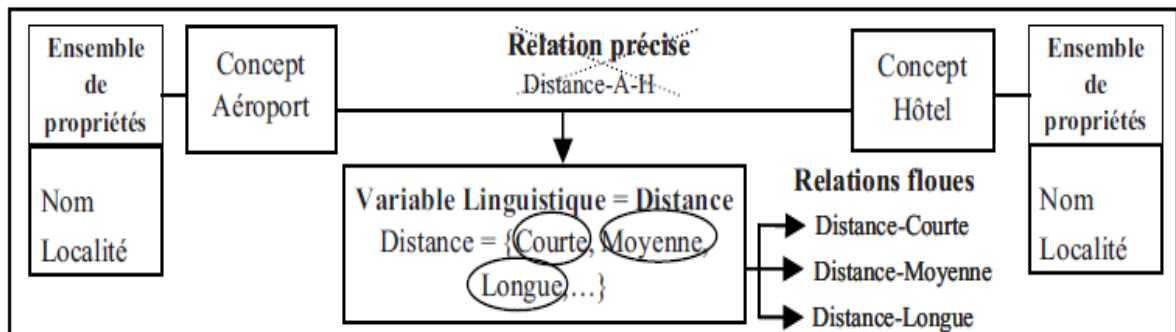 Ensemble
de
propriétés
Nom
Localité
Concept
Aéroport
Relation précise
Distance-A-H
Variable Linguistique = Distance
Distance = {Courte, Moyenne,
Longue,...}
Relations floues
Distance-Courte
Distance-Moyenne
Distance-Longue
Concept
Hôtel
Ensemble
de
propriétés
Nom
Localité